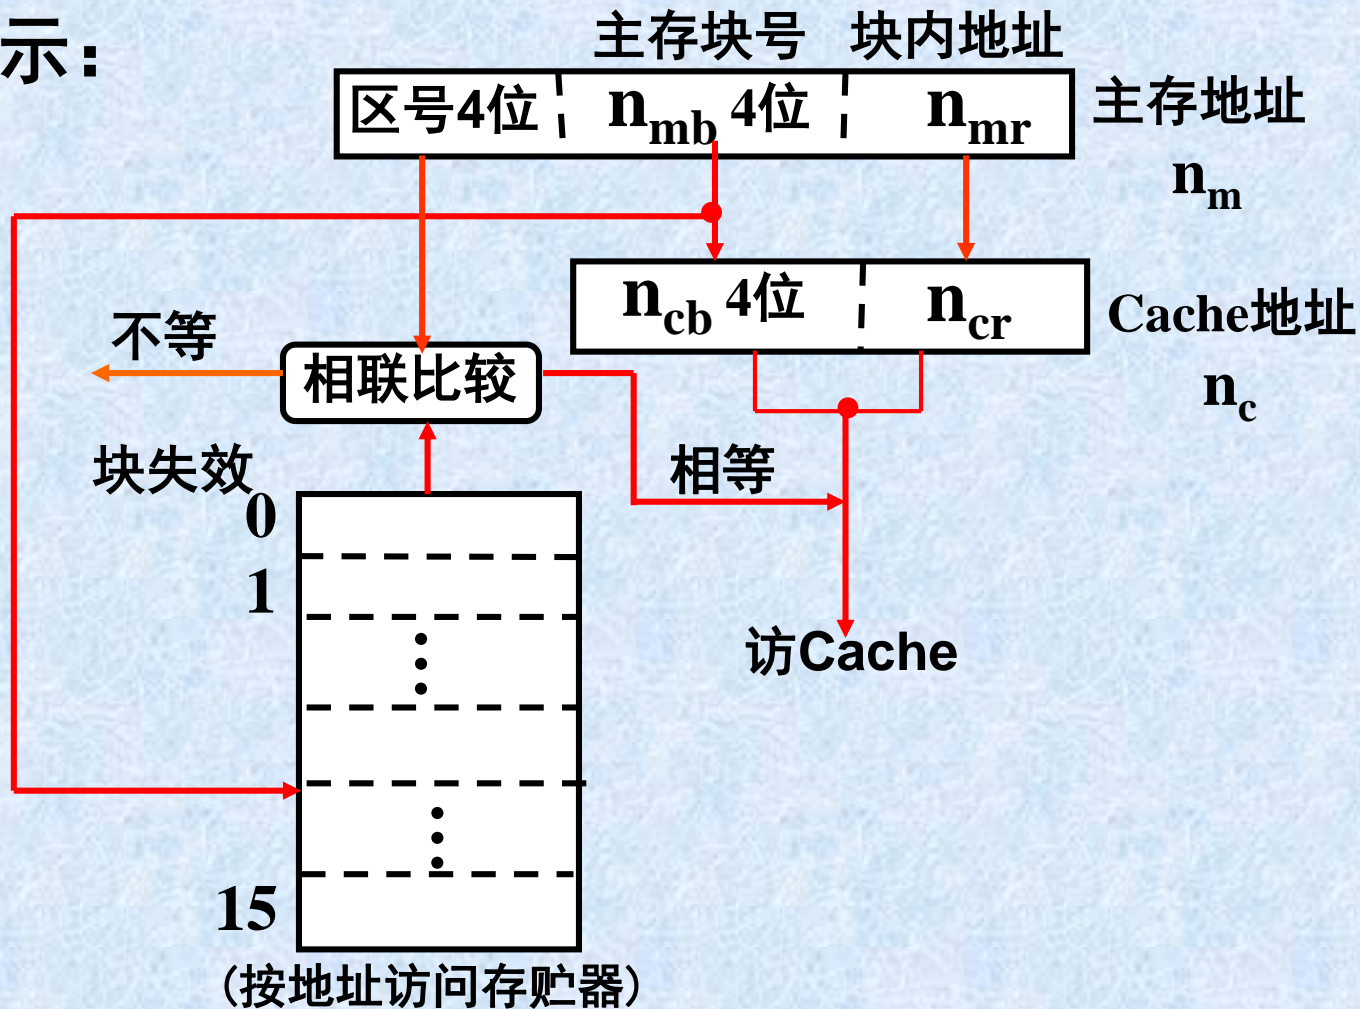 示：
主存块号 块内地址
区号4位 nmb 4位 nmr 主存地址
nm
ncb 4位 ncr Cache地址
nc
不等
相联比较
块失效
相等
0
1
访Cache
15
(按地址访问存贮器)